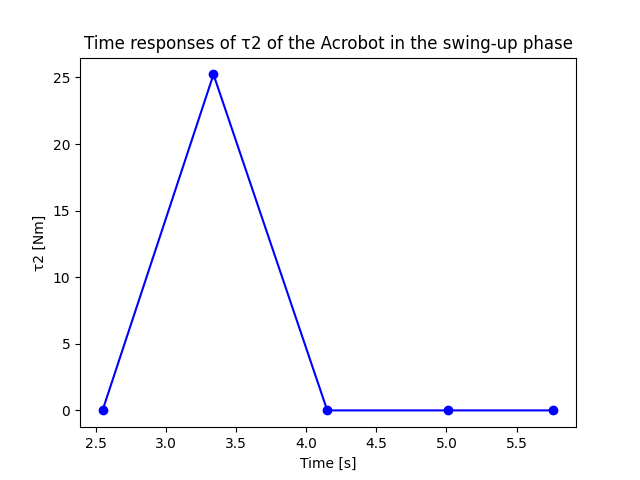 Time responses of τ2 of the Acrobot in the swing-up phase
25
20
15
10
5
0
τ2 [Nm]
2.5 3.0 3.5 4.0 4.5 5.0 5.5
Time [s]